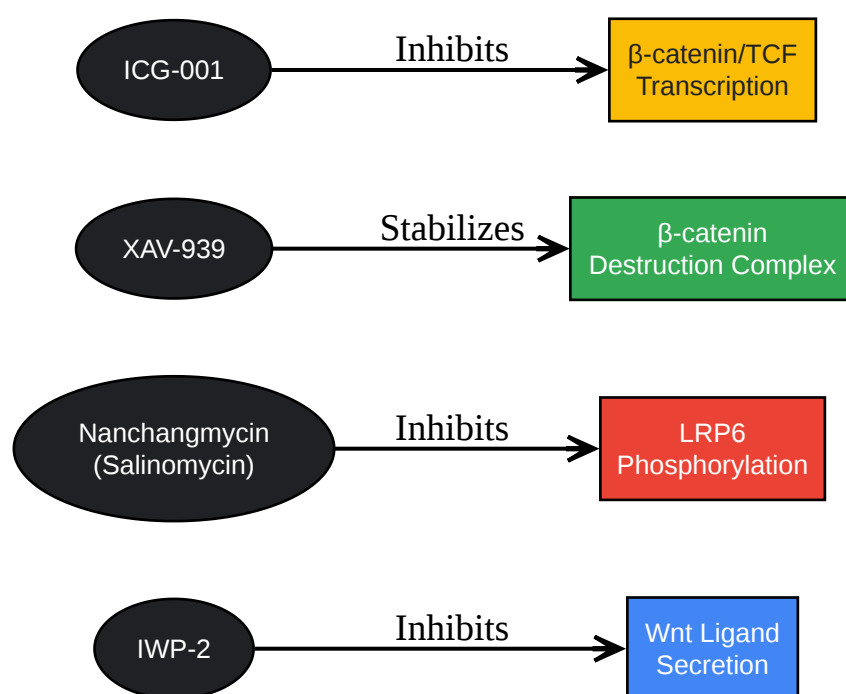 ICG-001
Inhibits
β-catenin/TCF
Transcription
XAV-939
Stabilizes
β-catenin
Destruction Complex
Nanchangmycin
(Salinomycin)
Inhibits
LRP6
Phosphorylation
IWP-2
Inhibits
Wnt Ligand
Secretion